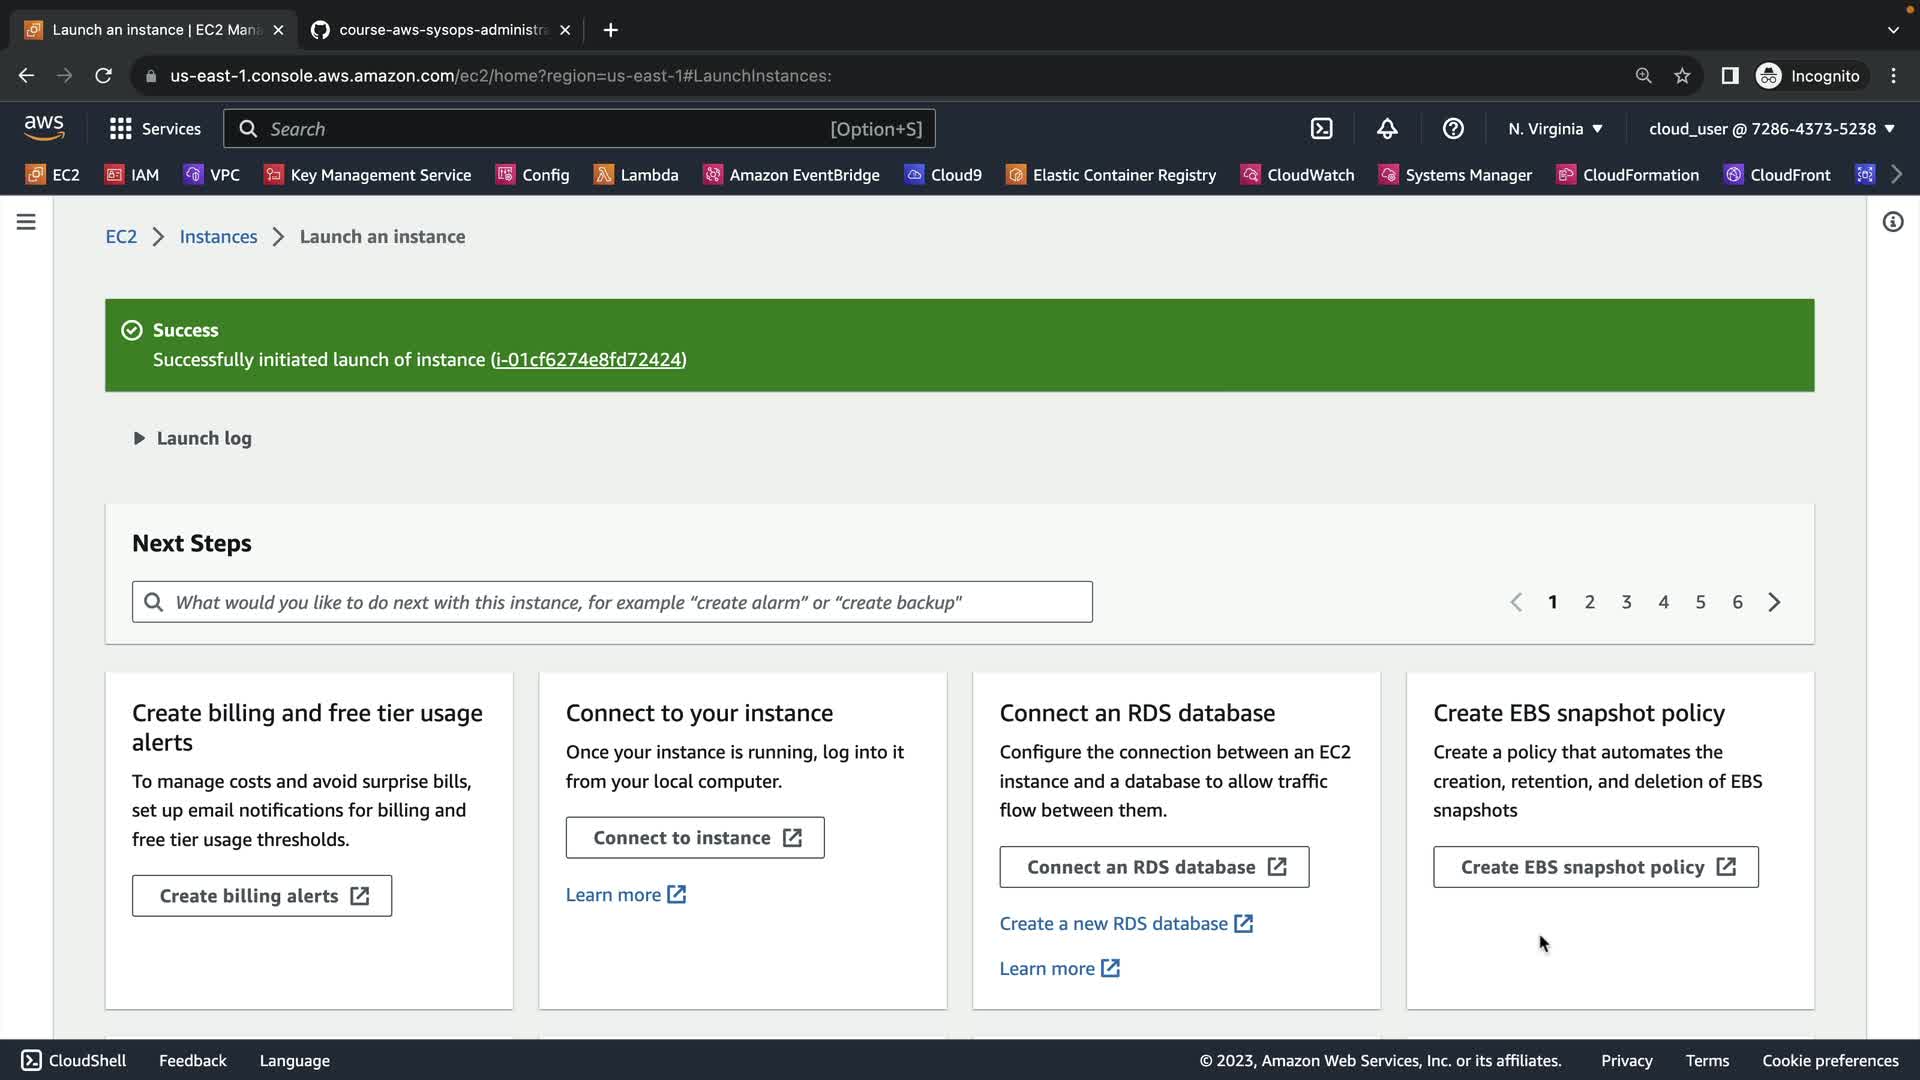 Launch an instance | EC2 Mana
course-aws-sysops-administra
us-east-1.console.aws.amazon.com/ec2/home?region=us-east-1#LaunchInstances:
Incognito
aws
Services
Search
[Option+S]
N. Virginia
cloud_user @ 7286-4373-5238
EC2
IAM
VPC
Key Management Service
Config
Lambda
Amazon EventBridge
Cloud9
Elastic Container Registry
CloudWatch
Systems Manager
CloudFormation
CloudFront
EC2
Instances
Launch an instance
Success
Successfully initiated launch of instance (i-01cf6274e8fd72424)
Launch log
Next Steps
What would you like to do next with this instance, for example “create alarm” or “create backup"
1 2 3 4 5 6
Create billing and free tier usage
alerts
To manage costs and avoid surprise bills,
set up email notifications for billing and
free tier usage thresholds.
Create billing alerts
Connect to your instance
Once your instance is running, log into it
from your local computer.
Connect to instance
Learn more
Connect an RDS database
Configure the connection between an EC2
instance and a database to allow traffic
flow between them.
Connect an RDS database
Create a new RDS database
Learn more
Create EBS snapshot policy
Create a policy that automates the
creation, retention, and deletion of EBS
snapshots
Create EBS snapshot policy
CloudShell
Feedback
Language
© 2023, Amazon Web Services, Inc. or its affiliates.
Privacy
Terms
Cookie preferences